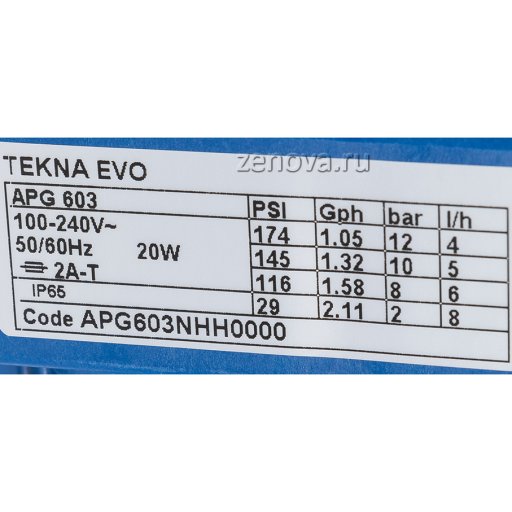 zenova.ru
TEKNA EVO
APG 603
100-240V~
50/60Hz 20W
2A-T
IP65
PSI Gph bar l/h
174 1.05 12 4
145 1.32 10 5
116 1.58 8 6
29 2.11 2 8
Code APG603NHH0000